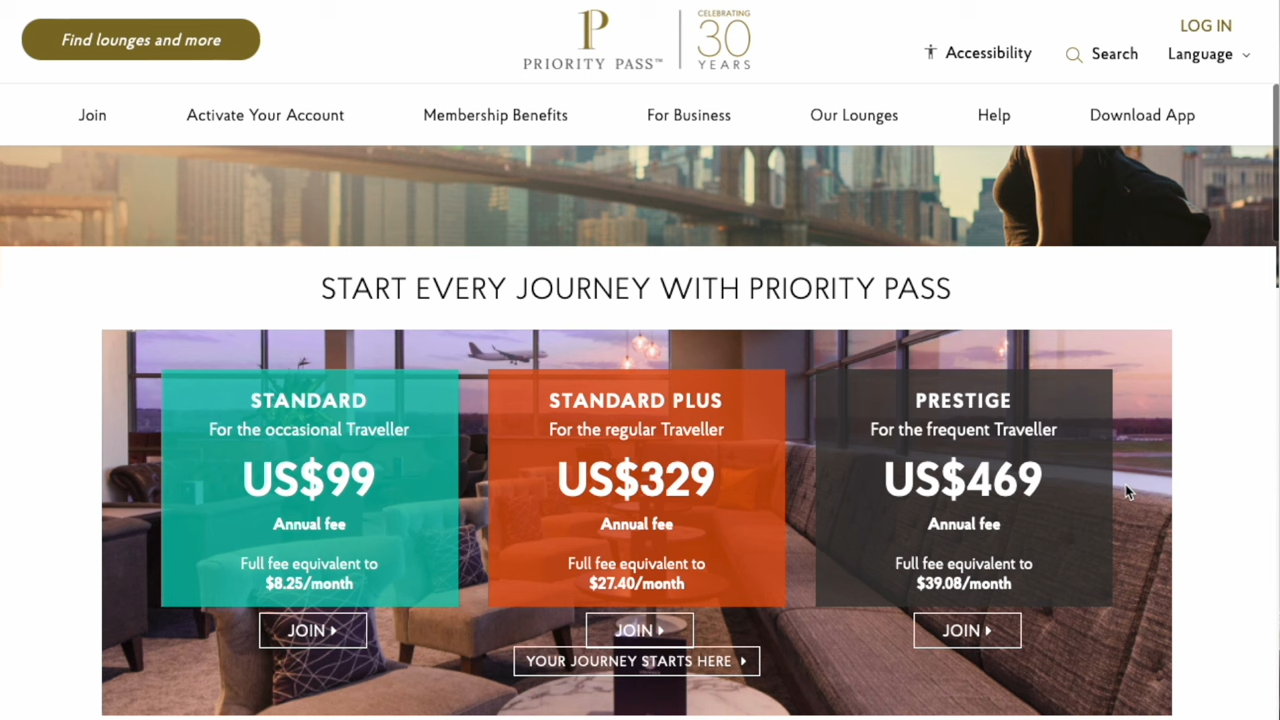 Find lounges and more
P
PRIORITY PASS™
CELEBRATING
30
YEARS
LOG IN
Accessibility
Search
Language
Join
Activate Your Account
Membership Benefits
For Business
Our Lounges
Help
Download App
START EVERY JOURNEY WITH PRIORITY PASS
STANDARD
For the occasional Traveller
US$99
Annual fee
Full fee equivalent to
$8.25/month
JOIN
STANDARD PLUS
For the regular Traveller
US$329
Annual fee
Full fee equivalent to
$27.40/month
JOIN
PRESTIGE
For the frequent Traveller
US$469
Annual fee
Full fee equivalent to
$39.08/month
JOIN
YOUR JOURNEY STARTS HERE